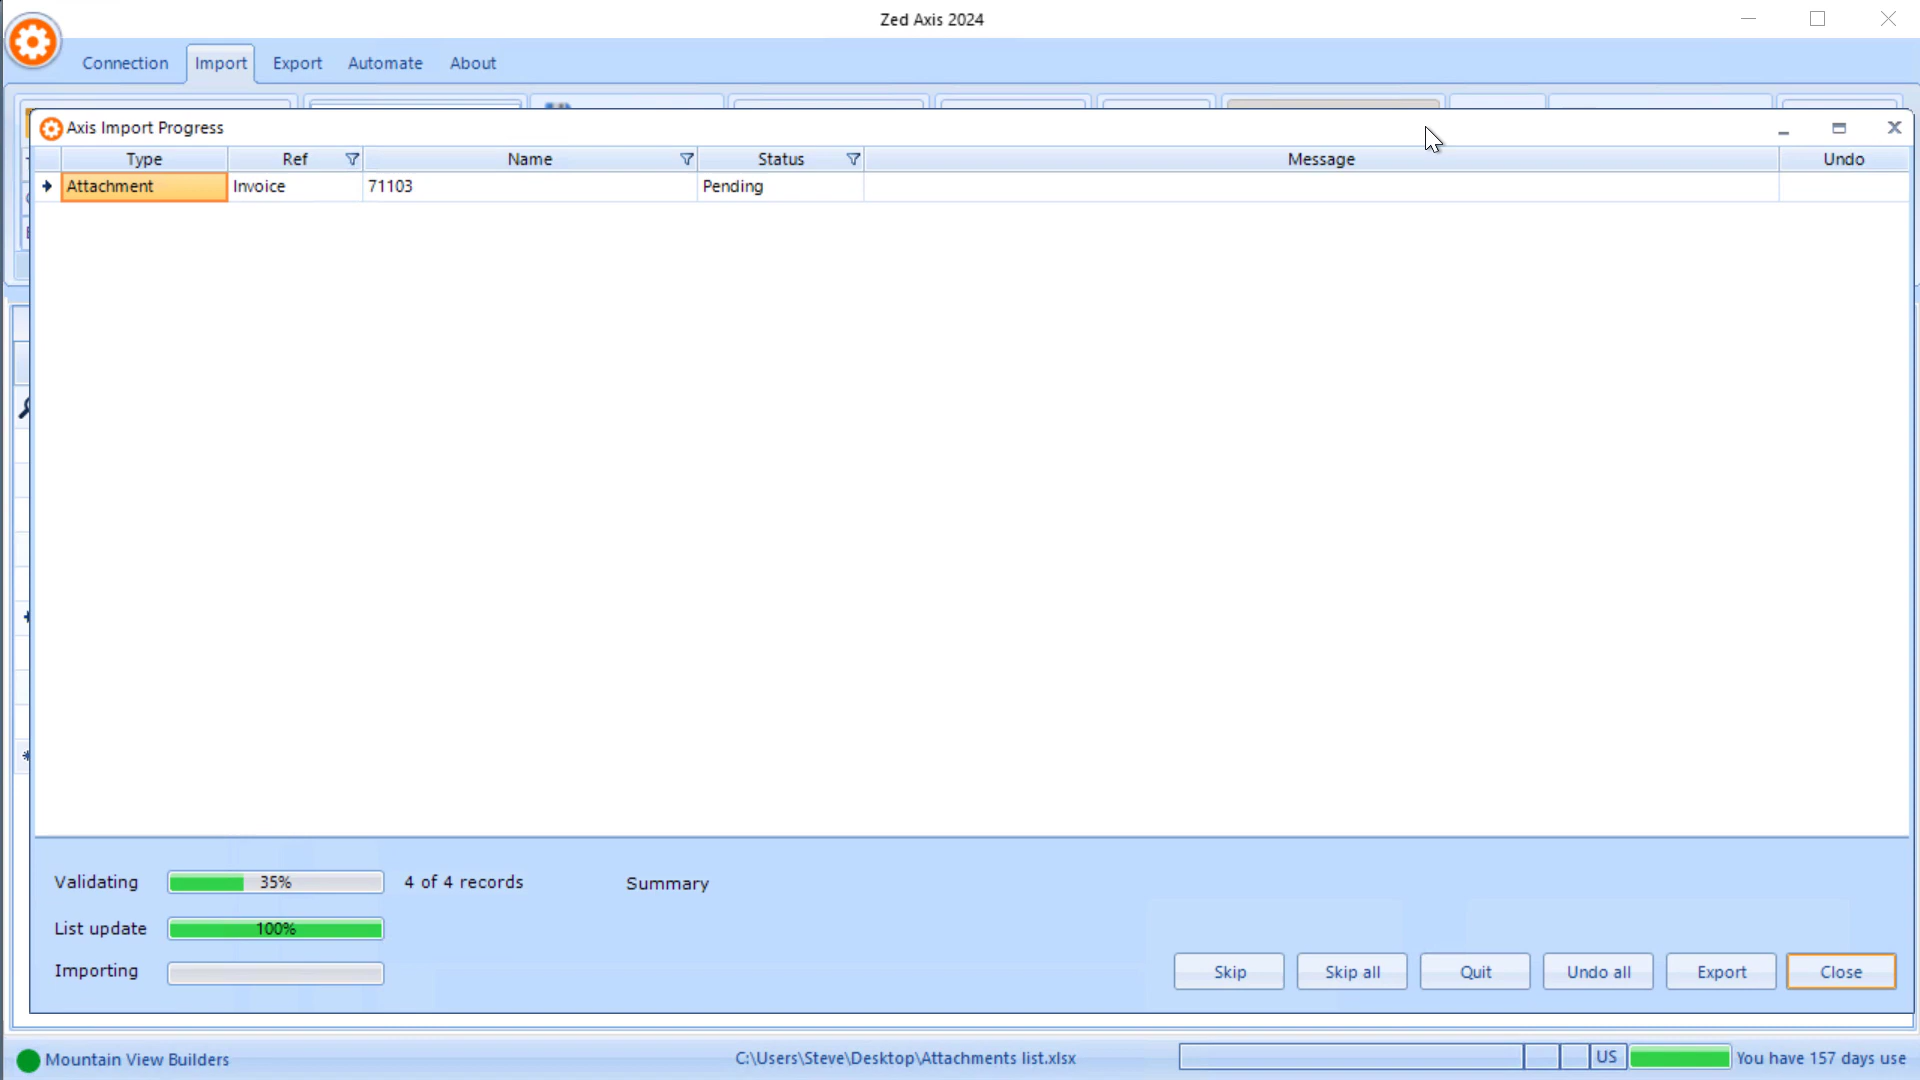 Zed Axis 2024
Connection Import Export Automate About
Axis Import Progress
Type Ref Name Status Message Undo
Attachment Invoice 71103 Pending
Validating 35% 4 of 4 records Summary
List update 100%
Importing
Skip Skip all Quit Undo all Export Close
Mountain View Builders C:\Users\Steve\Desktop\Attachments list.xlsx US You have 157 days use